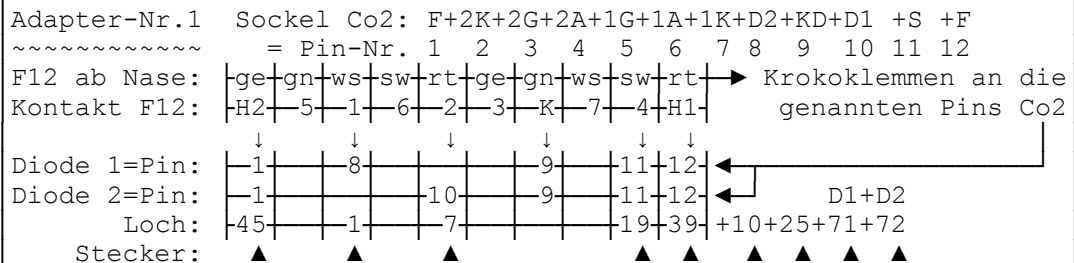 Adapter-Nr.1 Sockel Co2: F+2K+2G+2A+1G+1A+1K+D2+KD+D1 +S +F
~~~~~~~~~~~~ = Pin-Nr. 1 2 3 4 5 6 7 8 9 10 11 12
F12 ab Nase: ├ge┼gn┼ws┼sw┼rt┼ge┼gn┼ws┼sw┼rt┼─► Krokoklemmen an die
Kontakt F12: ├H2┼─5┼─1┼─6┼─2┼─3┼─K┼─7┼─4┼H1┤ genannten Pins Co2
↓ ↓ ↓ ↓ ↓ ↓
Diode 1=Pin: ├─1┼──┼─8┼──┼──┼──┼─9┼──┼11┼12┤◄
Diode 2=Pin: ├─1┼──┼──┼──┼10┼──┼─9┼──┼11┼12┤◄ D1+D2
Loch: ├45┼──┼─1┼──┼─7┼──┼──┼──┼19┼39┤+10+25+71+72
Stecker: ▲ ▲ ▲ ▲ ▲ ▲ ▲ ▲ ▲